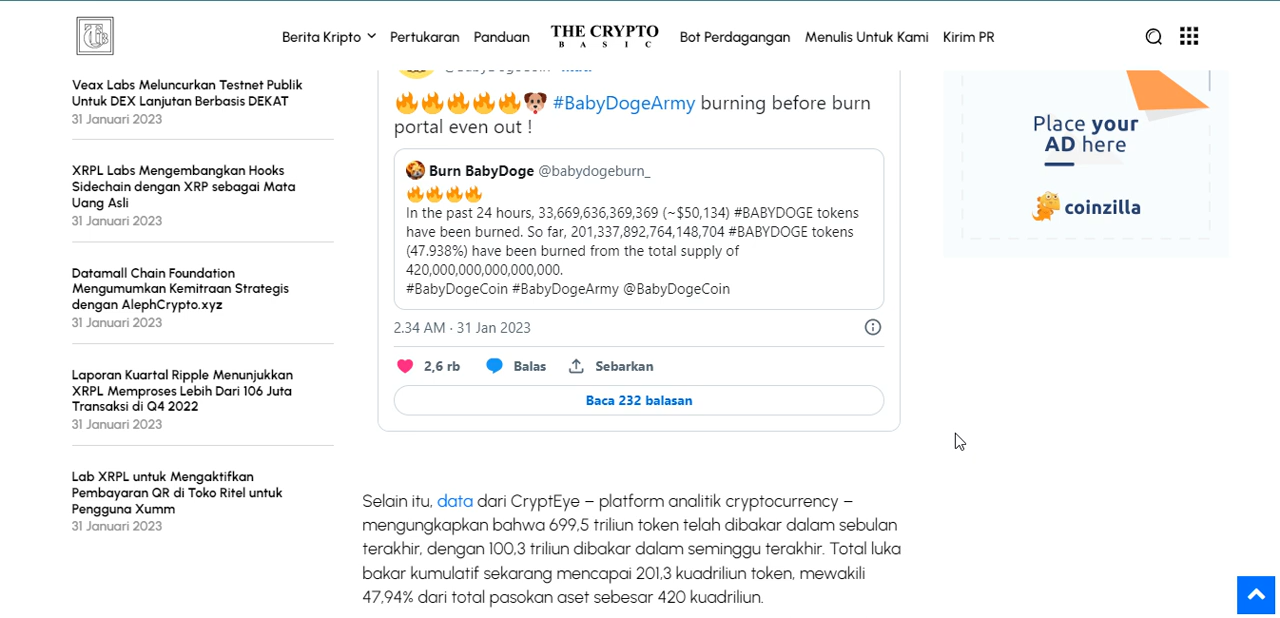 Berita Kripto
Pertukaran
Panduan
THE CRYPTO
BASIC
Bot Perdagangan
Menulis Untuk Kami
Kirim PR
Veax Labs Meluncurkan Testnet Publik
Untuk DEX Lanjutan Berbasis DEKAT
31 Januari 2023
XRPL Labs Mengembangkan Hooks
Sidechain dengan XRP sebagai Mata
Uang Asli
31 Januari 2023
Datamall Chain Foundation
Mengumumkan Kemitraan Strategis
dengan AlephCrypto.xyz
31 Januari 2023
Laporan Kuartal Ripple Menunjukkan
XRPL Memproses Lebih Dari 106 Juta
Transaksi di Q4 2022
31 Januari 2023
Lab XRPL untuk Mengaktifkan
Pembayaran QR di Toko Ritel untuk
Pengguna Xumm
31 Januari 2023
🔥🔥🔥🔥🔥🐶 #BabyDogeArmy burning before burn
portal even out !
Burn BabyDoge @babydogeburn_
🔥🔥🔥🔥
In the past 24 hours, 33,669,636,369,369 (~$50,134) #BABYDOGE tokens
have been burned. So far, 201,337,892,764,148,704 #BABYDOGE tokens
(47.938%) have been burned from the total supply of
420,000,000,000,000,000.
#BabyDogeCoin #BabyDogeArmy @BabyDogeCoin
2.34 AM · 31 Jan 2023
2,6 rb
Balas
Sebarkan
Baca 232 balasan
Selain itu, data dari CryptEye – platform analitik cryptocurrency –
mengungkapkan bahwa 699,5 triliun token telah dibakar dalam sebulan
terakhir, dengan 100,3 triliun dibakar dalam seminggu terakhir. Total luka
bakar kumulatif sekarang mencapai 201,3 kuadriliun token, mewakili
47,94% dari total pasokan aset sebesar 420 kuadriliun.
Place your
AD here
coinzilla